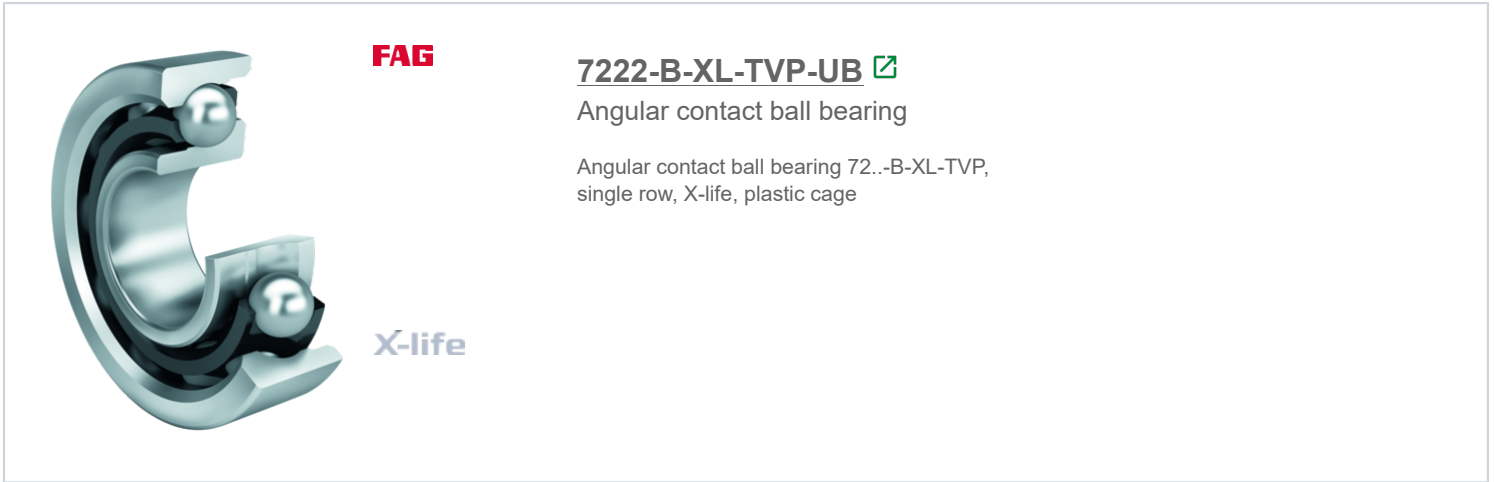 FAG
7222-B-XL-TVP-UB
Angular contact ball bearing
Angular contact ball bearing 72..-B-XL-TVP,
single row, X-life, plastic cage
X-life